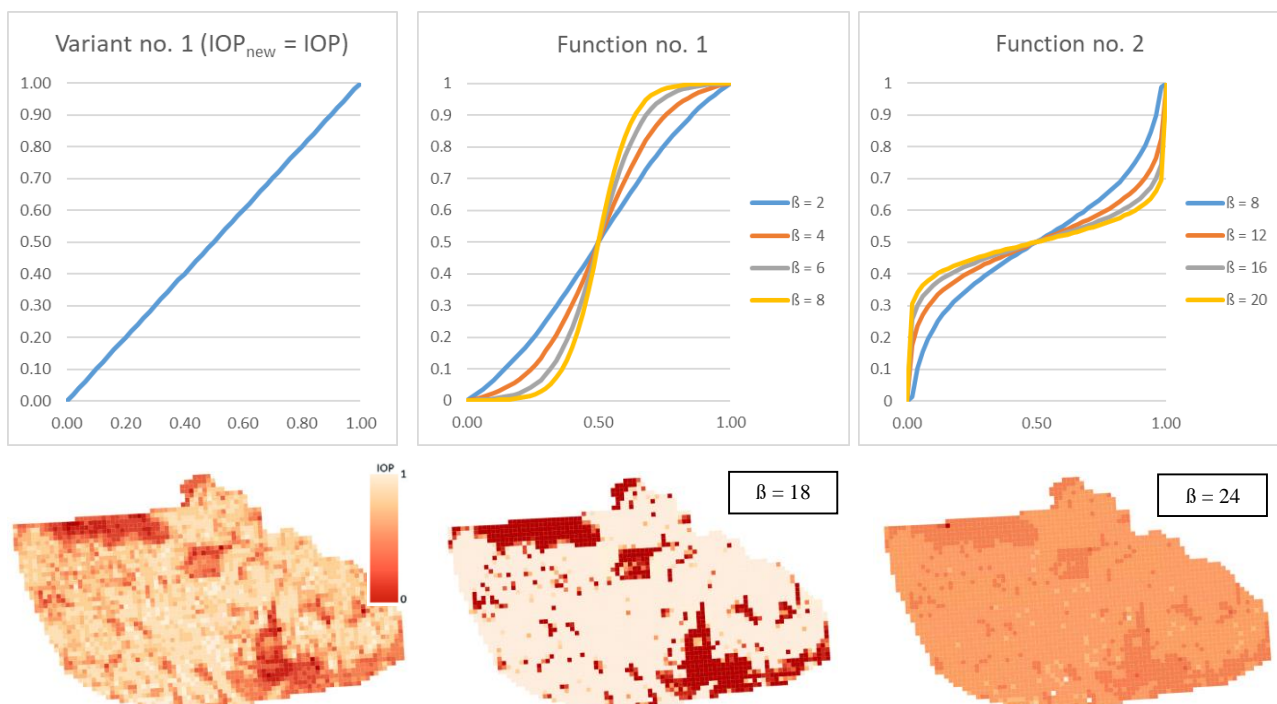 Variant no. 1 (IOPnew = IOP)
1.00
0.90
0.80
0.70
0.60
0.50
0.40
0.30
0.20
0.10
0.00
0.00 0.20 0.40 0.60 0.80 1.00
Function no. 1
1
0.9
0.8
0.7
0.6
0.5
0.4
0.3
0.2
0.1
0
0.00 0.50 1.00
ß = 2
ß = 4
ß = 6
ß = 8
Function no. 2
1
0.9
0.8
0.7
0.6
0.5
0.4
0.3
0.2
0.1
0
0.00 0.50 1.00
ß = 8
ß = 12
ß = 16
ß = 20
IOP
1
0
ß = 18
ß = 24